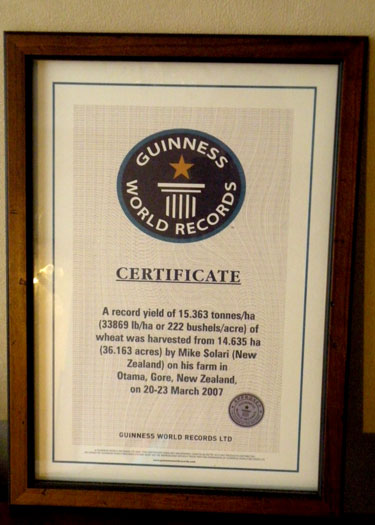 GUINNESS
WORLD RECORDS
CERTIFICATE
A record yield of 15.363 tonnes/ha
(33869 lb/ha or 222 bushels/acre) of
wheat was harvested from 14.635 ha
(36.163 acres) by Mike Solari (New
Zealand) on his farm in
Otama, Gore, New Zealand,
on 20-23 March 2007
GUINNESS WORLD RECORDS LTD